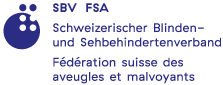 SBV FSA
Schweizerischer Blinden-
und Sehbehindertenverband
Fédération suisse des
aveugles et malvoyants